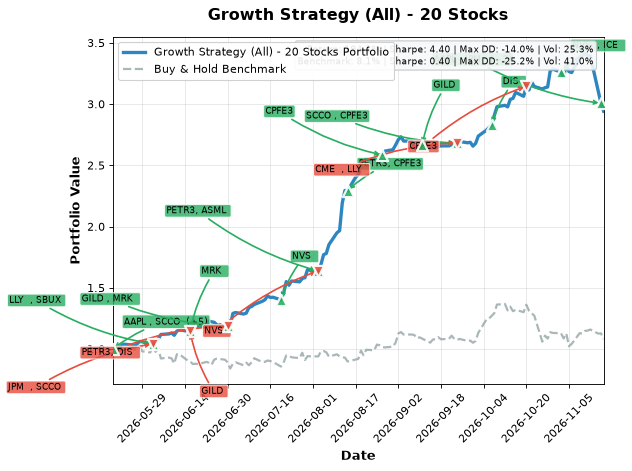 Growth Strategy (All) - 20 Stocks
Growth Strategy (All) - 20 Stocks Portfolio
Buy & Hold Benchmark
harpe: 4.40 | Max DD: -14.0% | Vol: 25.3%
Benchmark: 8.1% | Sharpe: 0.40 | Max DD: -25.2% | Vol: 41.0%
, ICE
DIS
GILD
CPFE3
SCCO , CPFE3
CPFE3
PETR3, CPFE3
CME , LLY
PETR3, ASML
NVS
MRK
LLY , SBUX
GILD , MRK
AAPL , SCCO (+5)
NVS
PETR3, DIS
JPM , SCCO
GILD
3.5
3.0
2.5
2.0
1.5
Portfolio Value
2026-05-29
2026-06-14
2026-06-30
2026-07-16
2026-08-01
2026-08-17
2026-09-02
2026-09-18
2026-10-04
2026-10-20
2026-11-05
Date